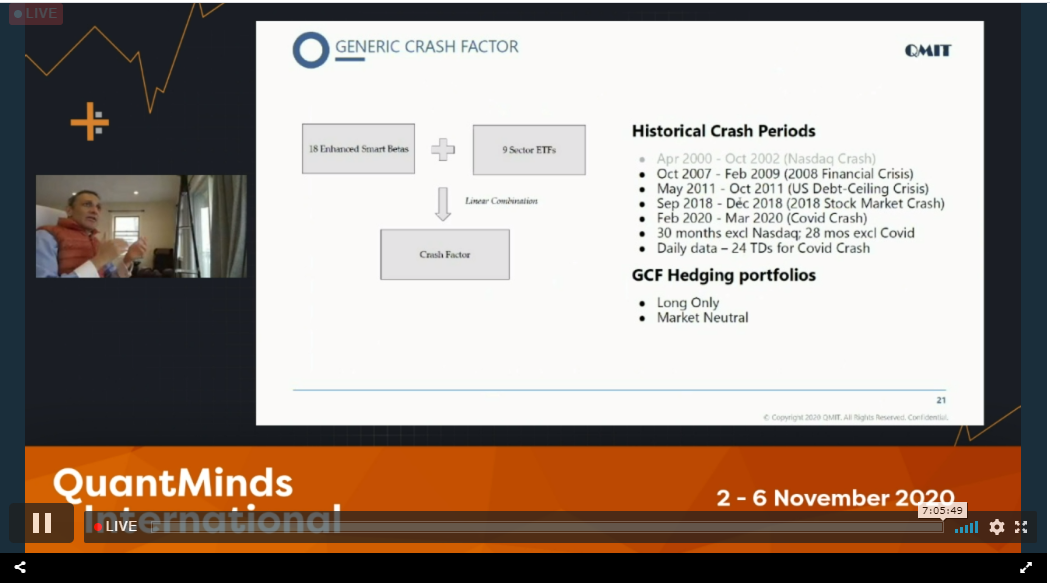 LIVE
GENERIC CRASH FACTOR
QMIT
18 Enhanced Smart Betas
9 Sector ETFs
Linear Combination
Crash Factor
Historical Crash Periods
Apr 2000 - Oct 2002 (Nasdaq Crash)
Oct 2007 - Feb 2009 (2008 Financial Crisis)
May 2011 - Oct 2011 (US Debt-Ceiling Crisis)
Sep 2018 - Dec 2018 (2018 Stock Market Crash)
Feb 2020 - Mar 2020 (Covid Crash)
30 months excl Nasdaq; 28 mos excl Covid
Daily data – 24 TDs for Covid Crash
GCF Hedging portfolios
Long Only
Market Neutral
21
© Copyright 2020 QMIT. All Rights Reserved. Confidential.
QuantMinds
International
2 - 6 November 2020
7:05:49
LIVE